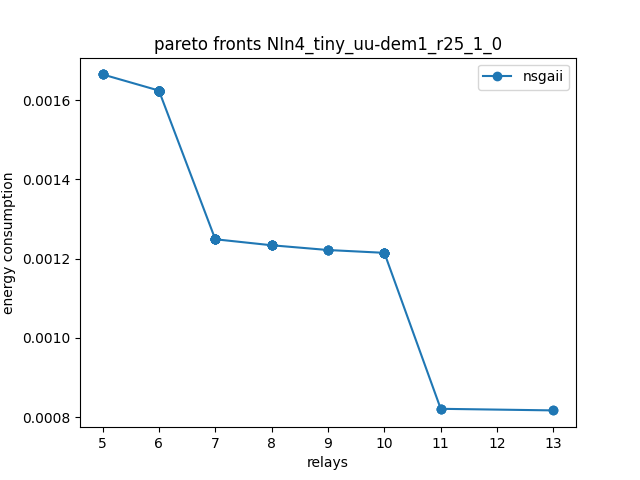 pareto fronts NIn4_tiny_uu-dem1_r25_1_0
nsgaii
energy consumption
0.0016
0.0014
0.0012
0.0010
0.0008
5 6 7 8 9 10 11 12 13
relays